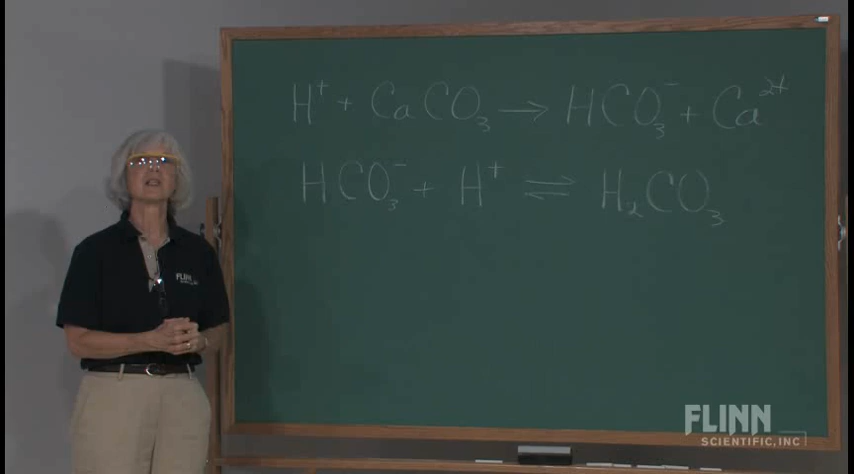 H⁺ + CaCO₃ → HCO₃⁻ + Ca²⁺
HCO₃⁻ + H⁺ ⇌ H₂CO₃
FLINN
FLINN
SCIENTIFIC, INC